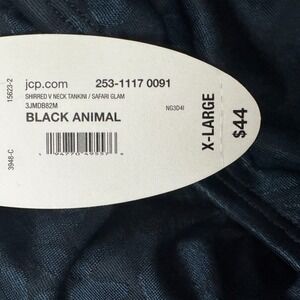 15623-2
jcp.com 253-1117 0091
SHIRRED V NECK TANKINI / SAFARI GLAM
3JMDB82M NG3D4I
BLACK ANIMAL
3948-C
X-LARGE
$44